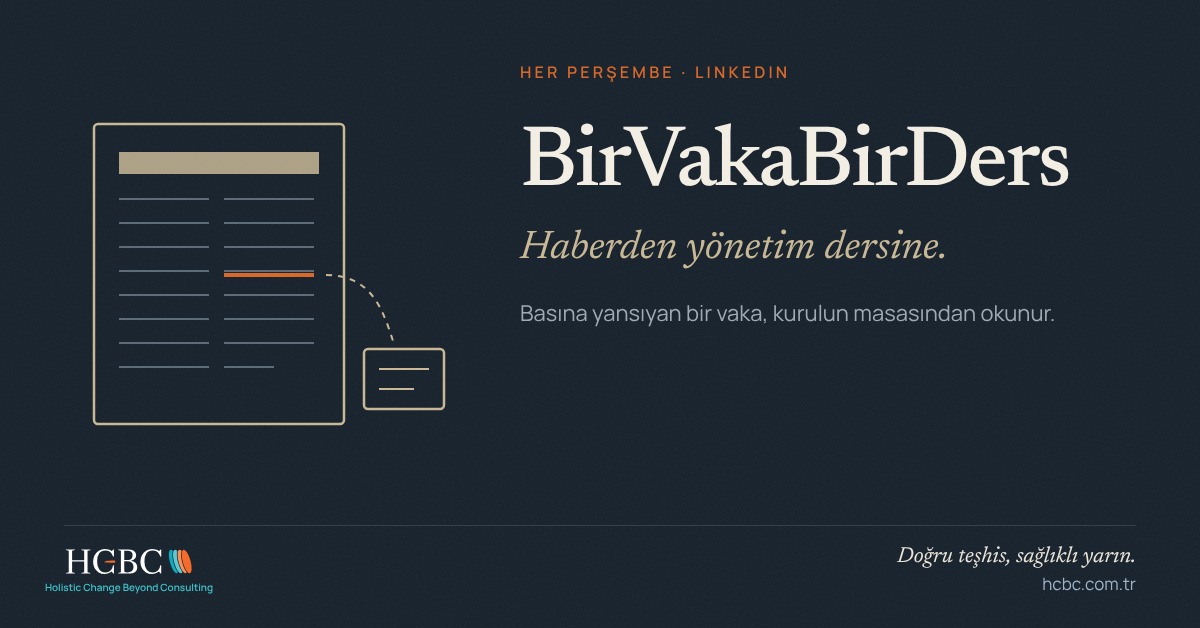 HER PERŞEMBE · LINKEDIN
BirVakaBirDers
Haberden yönetim dersine.
Basına yansıyan bir vaka, kurulun masasından okunur.
HCBC
Holistic Change Beyond Consulting
Doğru teşhis, sağlıklı yarın.
hcbc.com.tr